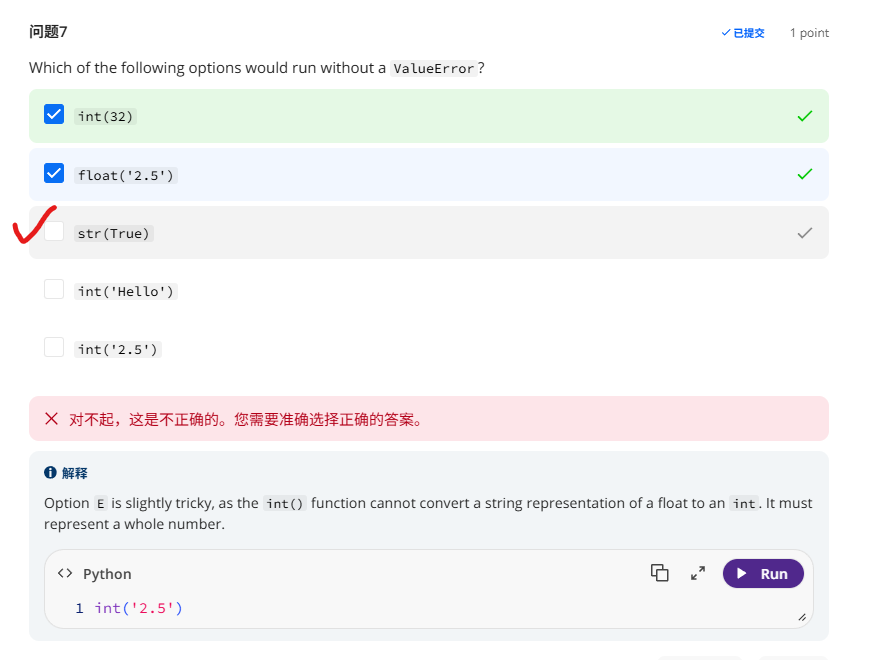 问题7
已提交 1 point
Which of the following options would run without a ValueError?
int(32)
float('2.5')
str(True)
int('Hello')
int('2.5')
对不起，这是不正确的。您需要准确选择正确的答案。
解释
Option E is slightly tricky, as the int() function cannot convert a string representation of a float to an int. It must
represent a whole number.
<> Python
Run
1 int('2.5')